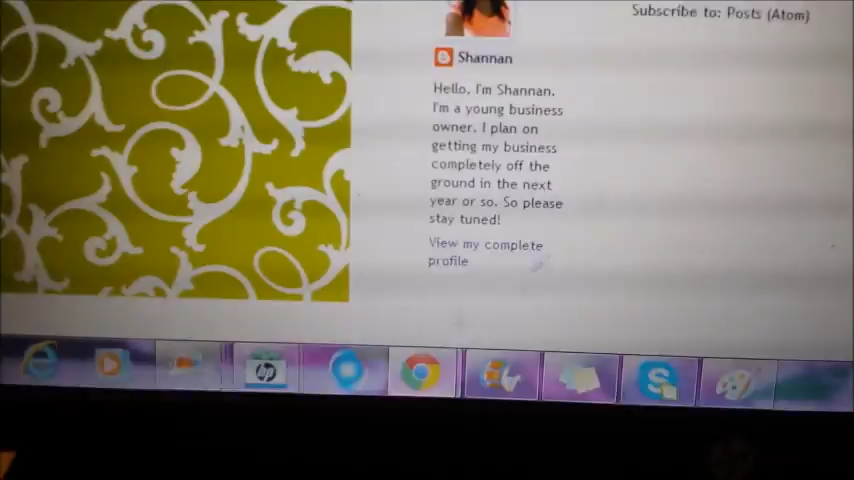 Subscribe to: Posts (Atom)
Shannan
Hello. I'm Shannan.
I'm a young business
owner. I plan on
getting my business
completely off the
ground in the next
year or so. So please
stay tuned!
View my complete
profile
hp